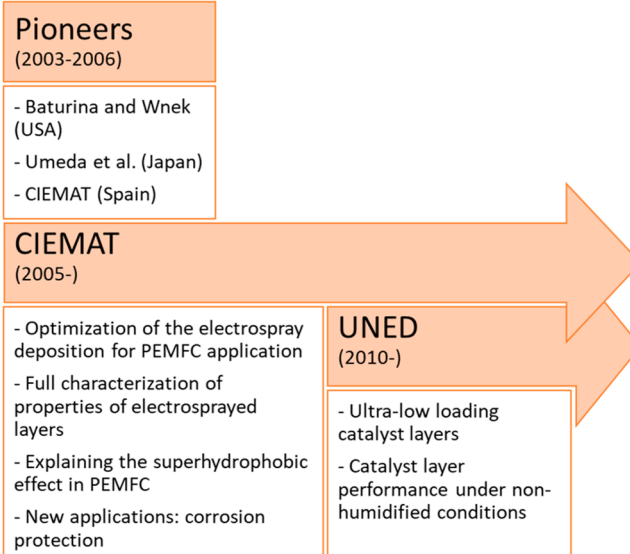 Pioneers
(2003-2006)
- Baturina and Wnek
(USA)
- Umeda et al. (Japan)
- CIEMAT (Spain)
CIEMAT
(2005-)
- Optimization of the electrospray
deposition for PEMFC application
- Full characterization of
properties of electrosprayed
layers
- Explaining the superhydrophobic
effect in PEMFC
- New applications: corrosion
protection
UNED
(2010-)
- Ultra-low loading
catalyst layers
- Catalyst layer
performance under non-
humidified conditions